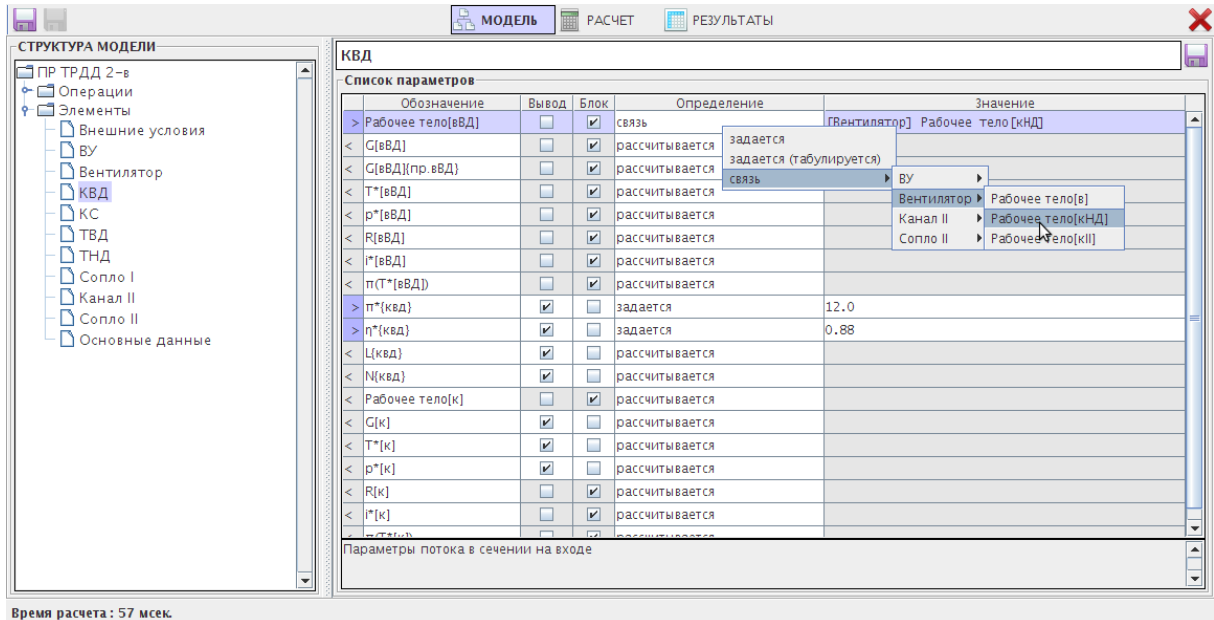 МОДЕЛЬ РАСЧЕТ РЕЗУЛЬТАТЫ
СТРУКТУРА МОДЕЛИ
ПР ТРДД 2-в
Операции
Элементы
Внешние условия
ВУ
Вентилятор
КВД
КС
ТВД
ТНД
Сопло I
Канал II
Сопло II
Основные данные
КВД
Список параметров
Обозначение Вывод Блок Определение Значение
> Рабочее тело[вВД] связь [Вентилятор] Рабочее тело[кНД]
< G[вВД] рассчитывается
< G[вВД]{пр.вВД} рассчитывается
< T*[вВД] рассчитывается
< p*[вВД] рассчитывается
< R[вВД] рассчитывается
< i*[вВД] рассчитывается
< π(T*[вВД]) рассчитывается
> π*{квд} задается 12.0
> η*{квд} задается 0.88
< L{квд} рассчитывается
< N{квд} рассчитывается
< Рабочее тело[к] рассчитывается
< G[к] рассчитывается
< T*[к] рассчитывается
< p*[к] рассчитывается
< R[к] рассчитывается
< i*[к] рассчитывается
< π(T*[к]) рассчитывается
задается
задается (табулируется)
связь
ВУ
Вентилятор
Канал II
Сопло II
Рабочее тело[в]
Рабочее тело[кНД]
Рабочее тело[кII]
Параметры потока в сечении на входе
Время расчета : 57 мсек.